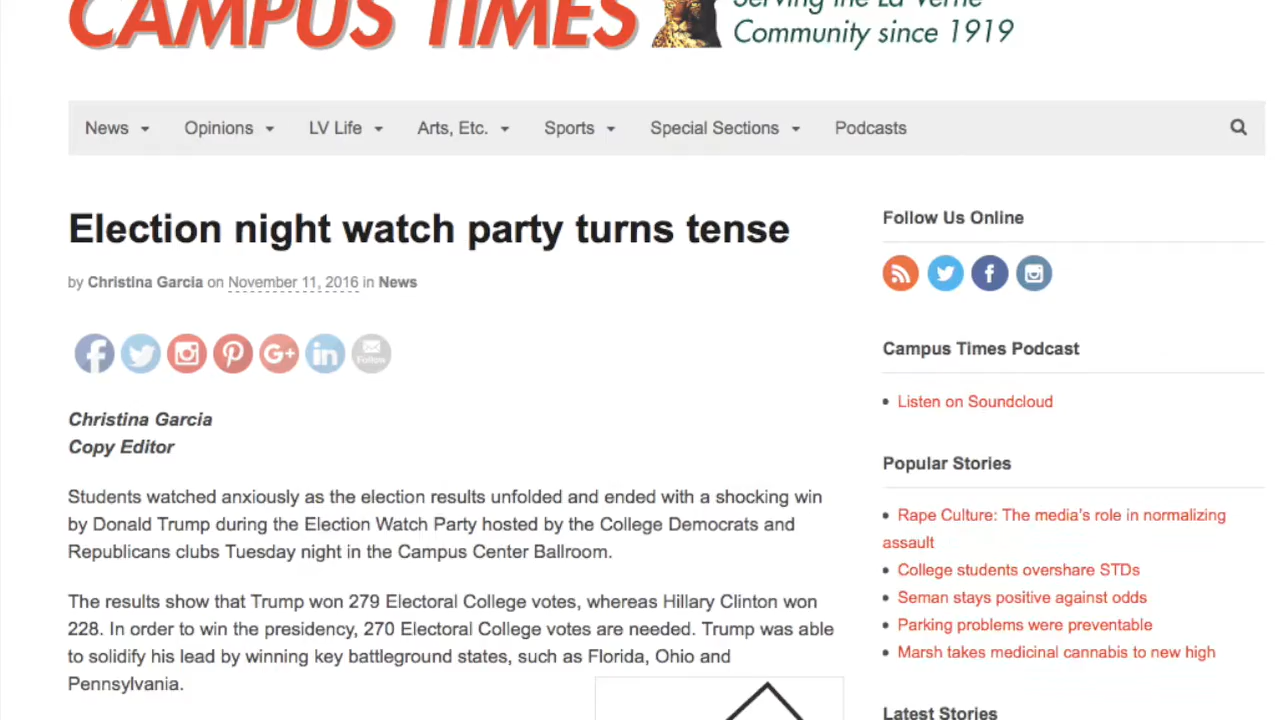 CAMPUS TIMES
Serving the La Verne
Community since 1919
News
Opinions
LV Life
Arts, Etc.
Sports
Special Sections
Podcasts
Election night watch party turns tense
by Christina Garcia on November 11, 2016 in News
Follow
Christina Garcia
Copy Editor
Students watched anxiously as the election results unfolded and ended with a shocking win
by Donald Trump during the Election Watch Party hosted by the College Democrats and
Republicans clubs Tuesday night in the Campus Center Ballroom.
The results show that Trump won 279 Electoral College votes, whereas Hillary Clinton won
228. In order to win the presidency, 270 Electoral College votes are needed. Trump was able
to solidify his lead by winning key battleground states, such as Florida, Ohio and
Pennsylvania.
Follow Us Online
Campus Times Podcast
Listen on Soundcloud
Popular Stories
Rape Culture: The media's role in normalizing
assault
College students overshare STDs
Seman stays positive against odds
Parking problems were preventable
Marsh takes medicinal cannabis to new high
Latest Stories